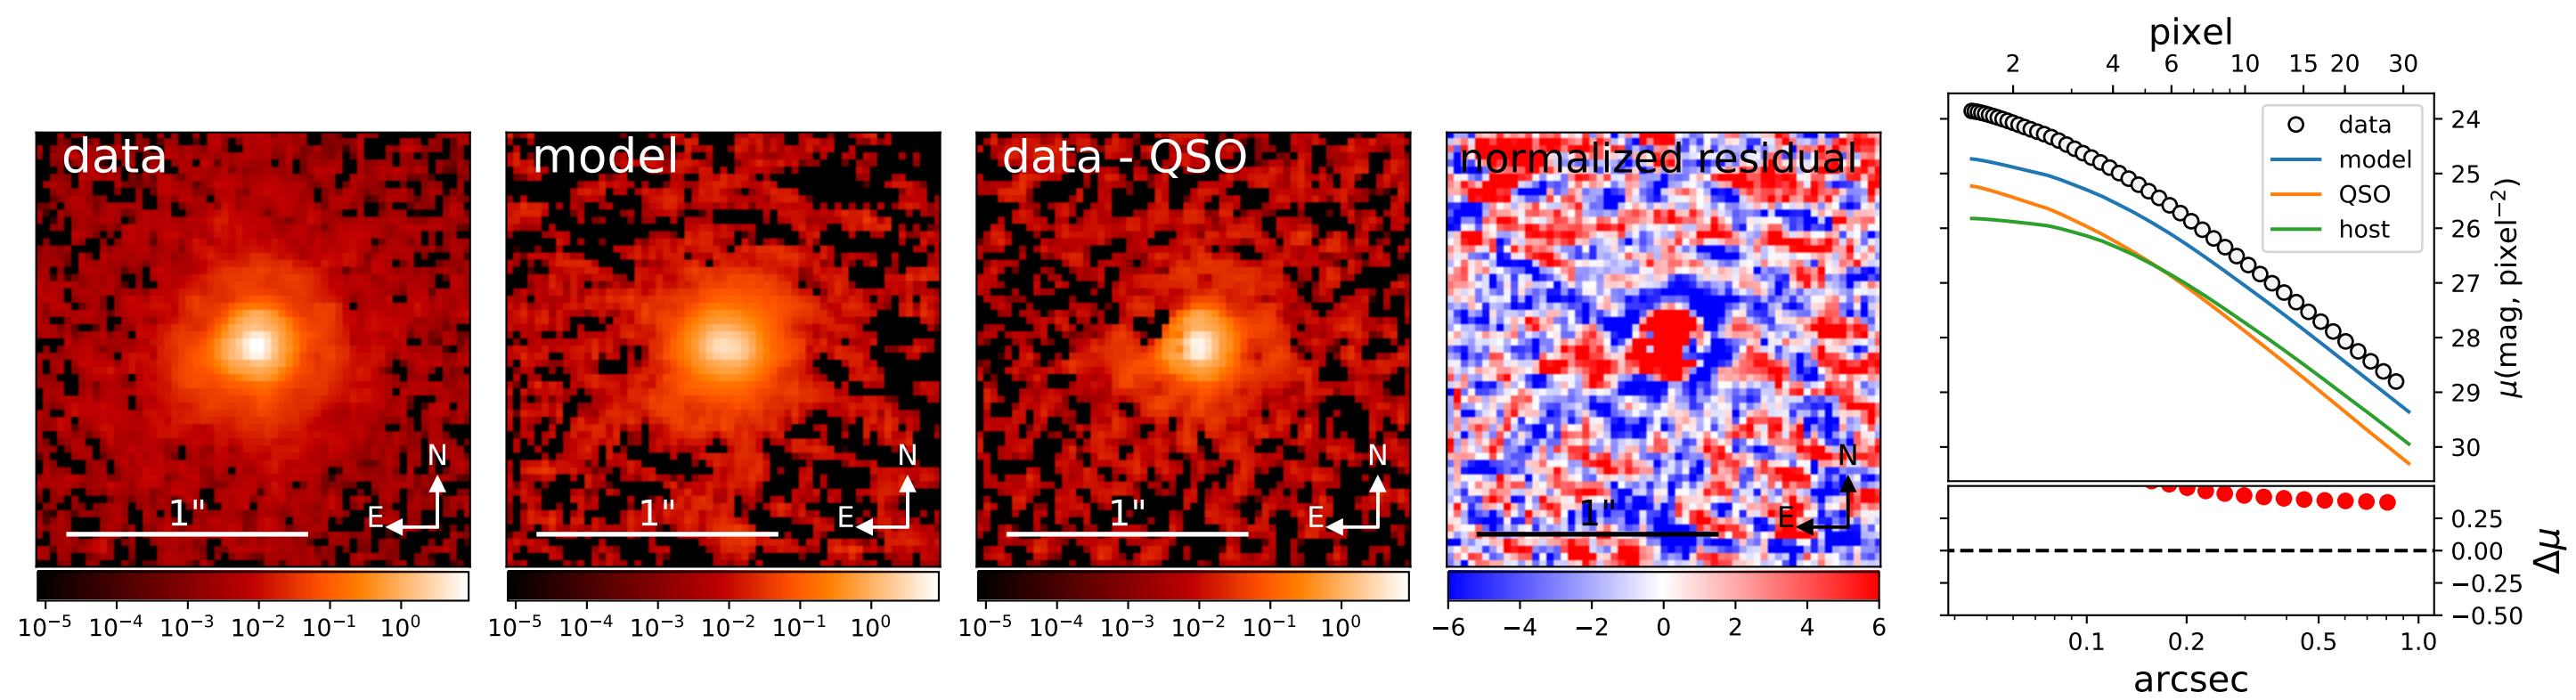 data
model
data - QSO
normalized residual
1"
N
E
1"
N
E
1"
N
E
1"
N
E
10⁻⁵ 10⁻⁴ 10⁻³ 10⁻² 10⁻¹ 10⁰
10⁻⁵ 10⁻⁴ 10⁻³ 10⁻² 10⁻¹ 10⁰
10⁻⁵ 10⁻⁴ 10⁻³ 10⁻² 10⁻¹ 10⁰
−6 −4 −2 0 2 4 6
pixel
2 4 6 10 15 20 30
data
model
QSO
host
24
25
26
27
28
29
30
μ(mag, pixel⁻²)
0.25
0.00
−0.25
−0.50
Δμ
0.1 0.2 0.5 1.0
arcsec